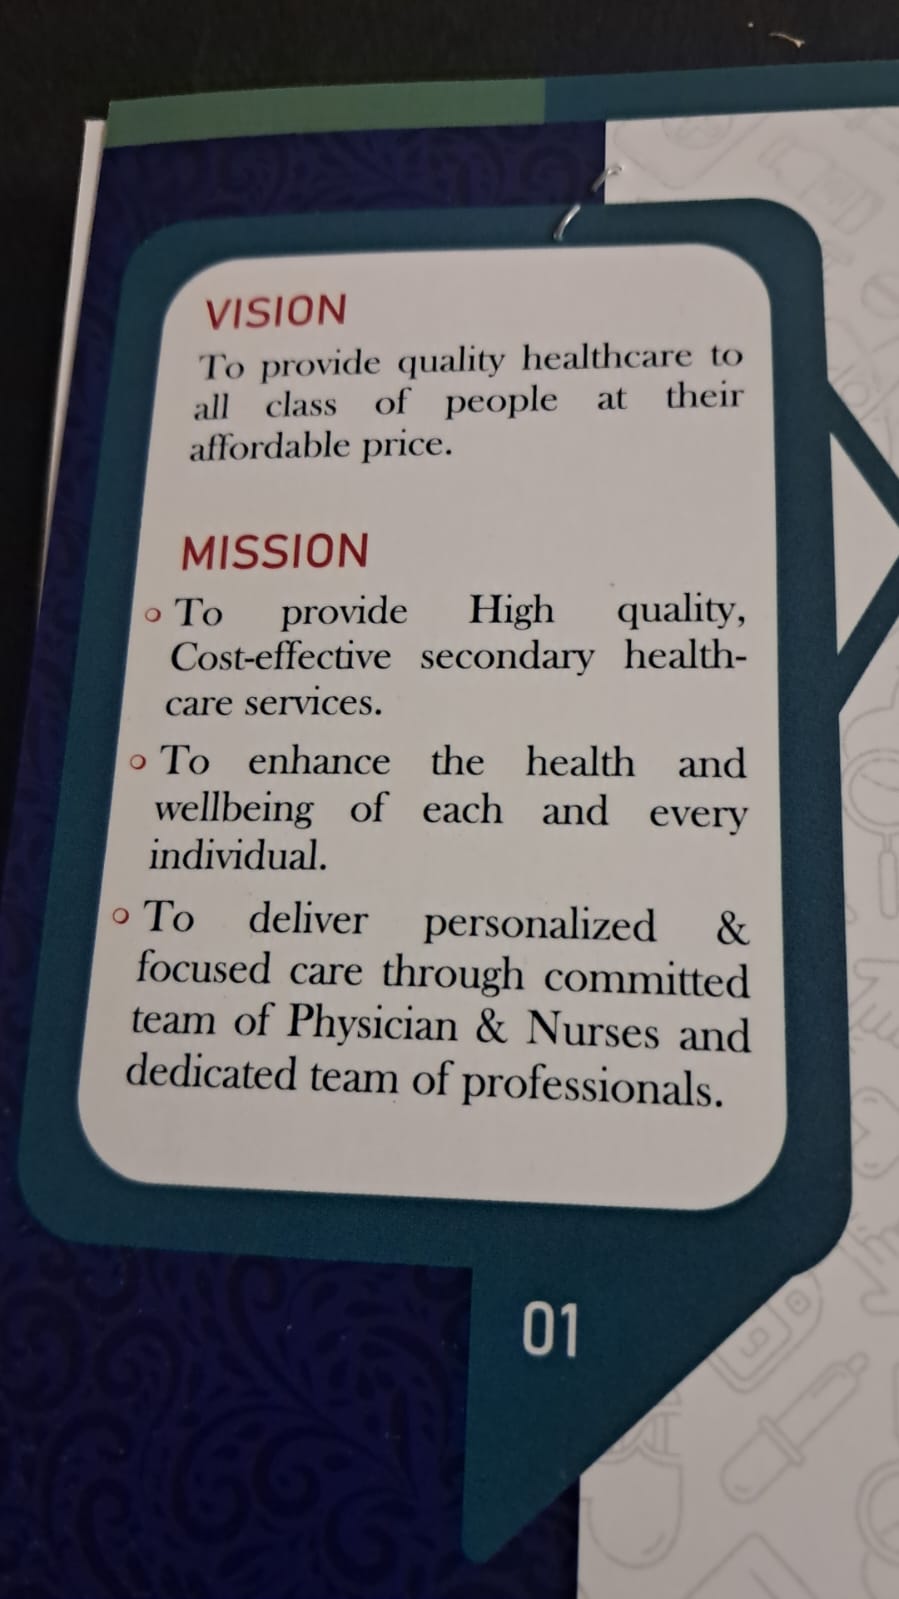 VISION
To provide quality healthcare to
all class of people at their
affordable price.
MISSION
To provide High quality,
Cost-effective secondary health-
care services.
To enhance the health and
wellbeing of each and every
individual.
To deliver personalized &
focused care through committed
team of Physician & Nurses and
dedicated team of professionals.
01